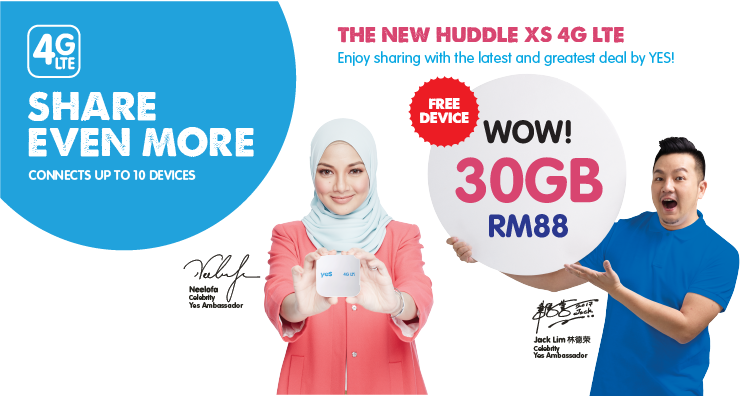 4G
LTE
SHARE
EVEN MORE
CONNECTS UP TO 10 DEVICES
THE NEW HUDDLE XS 4G LTE
Enjoy sharing with the latest and greatest deal by YES!
FREE
DEVICE
WOW!
30GB
RM88
yes 4G LTE
Neelofa
Celebrity
Yes Ambassador
Jack Lim 林德荣
Celebrity
Yes Ambassador